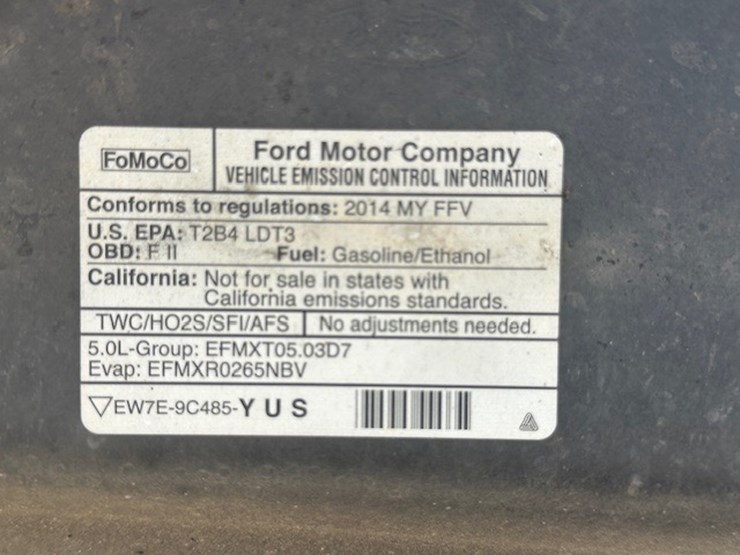 FoMoCo
Ford Motor Company
VEHICLE EMISSION CONTROL INFORMATION
Conforms to regulations: 2014 MY FFV
U.S. EPA: T2B4 LDT3
OBD: F II Fuel: Gasoline/Ethanol
California: Not for sale in states with
California emissions standards.
TWC/HO2S/SFI/AFS No adjustments needed.
5.0L-Group: EFMXT05.03D7
Evap: EFMXR0265NBV
EW7E-9C485-Y U S